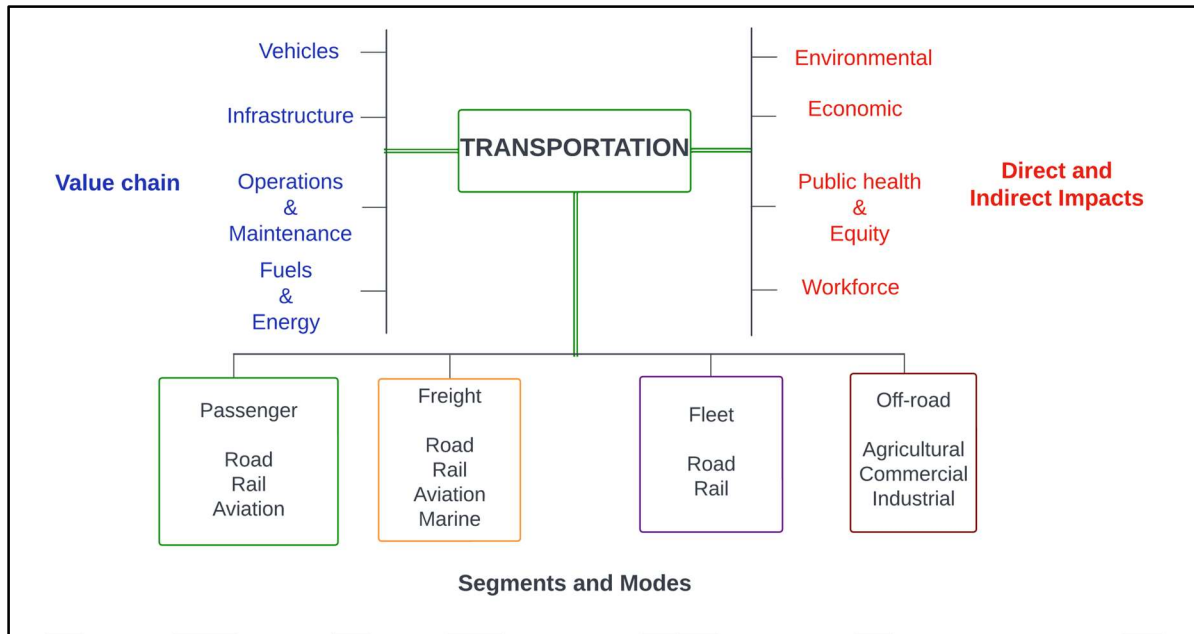 TRANSPORTATION
Value chain
Vehicles
Infrastructure
Operations
&
Maintenance
Fuels
&
Energy
Direct and
Indirect Impacts
Environmental
Economic
Public health
&
Equity
Workforce
Passenger
Road
Rail
Aviation
Freight
Road
Rail
Aviation
Marine
Fleet
Road
Rail
Off-road
Agricultural
Commercial
Industrial
Segments and Modes